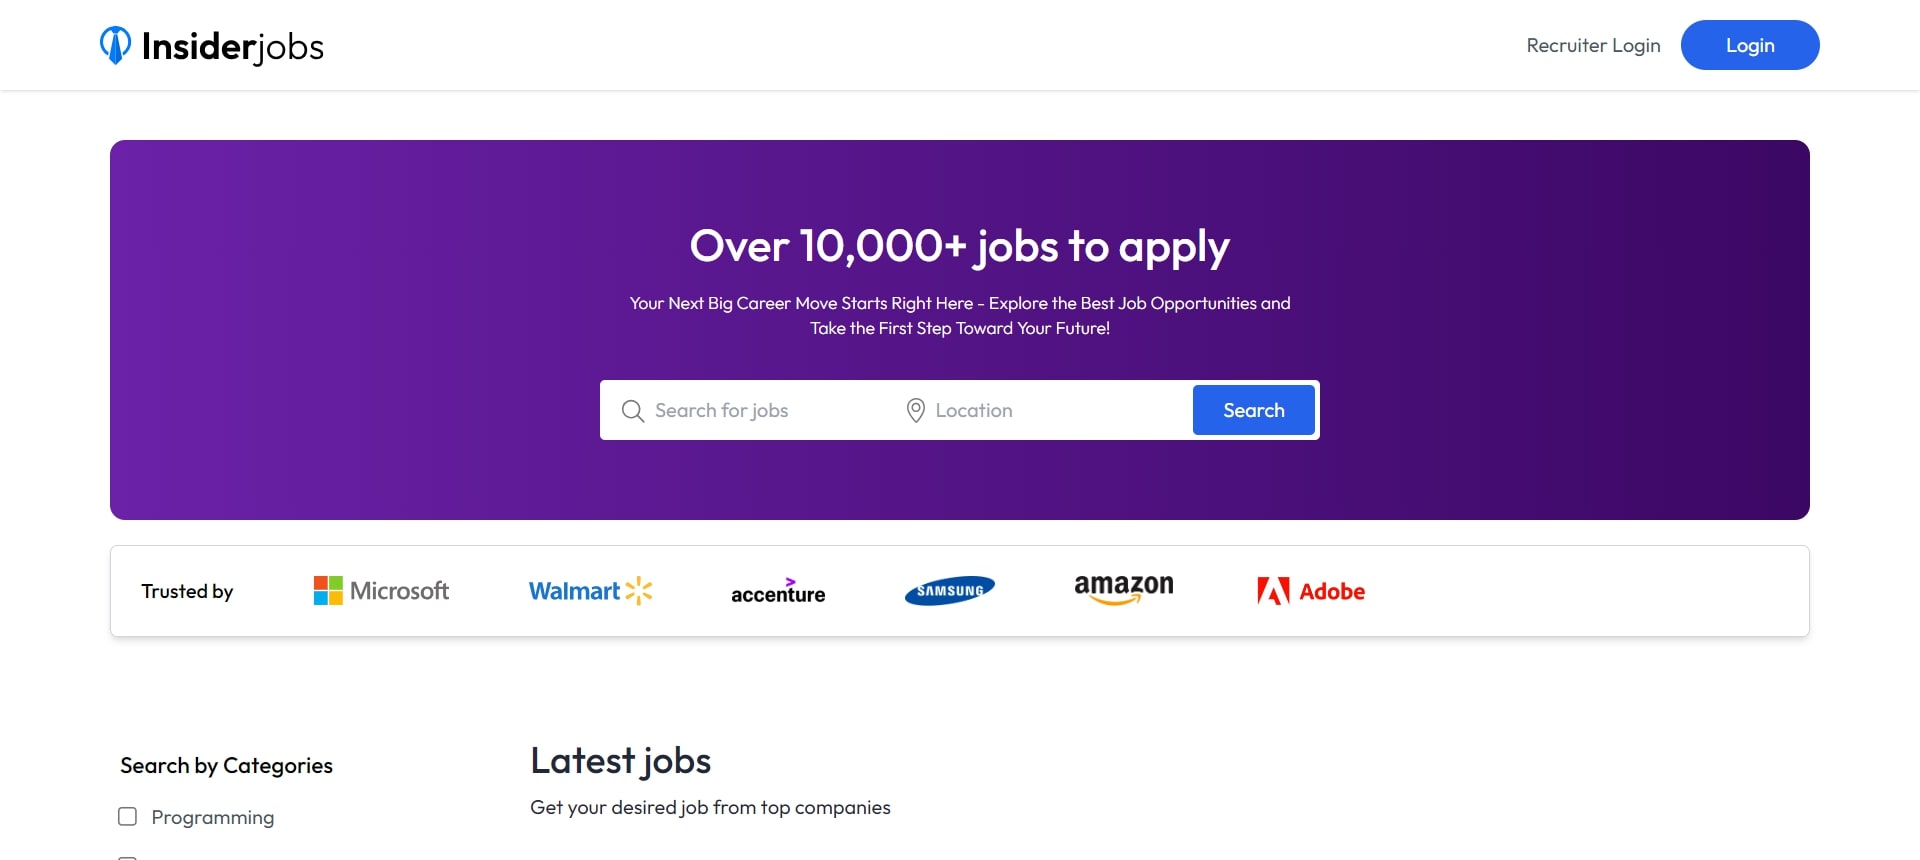 Insiderjobs
Recruiter Login
Login
Over 10,000+ jobs to apply
Your Next Big Career Move Starts Right Here - Explore the Best Job Opportunities and
Take the First Step Toward Your Future!
Search for jobs
Location
Search
Trusted by
Microsoft
Walmart
accenture
SAMSUNG
amazon
Adobe
Search by Categories
Programming
Latest jobs
Get your desired job from top companies